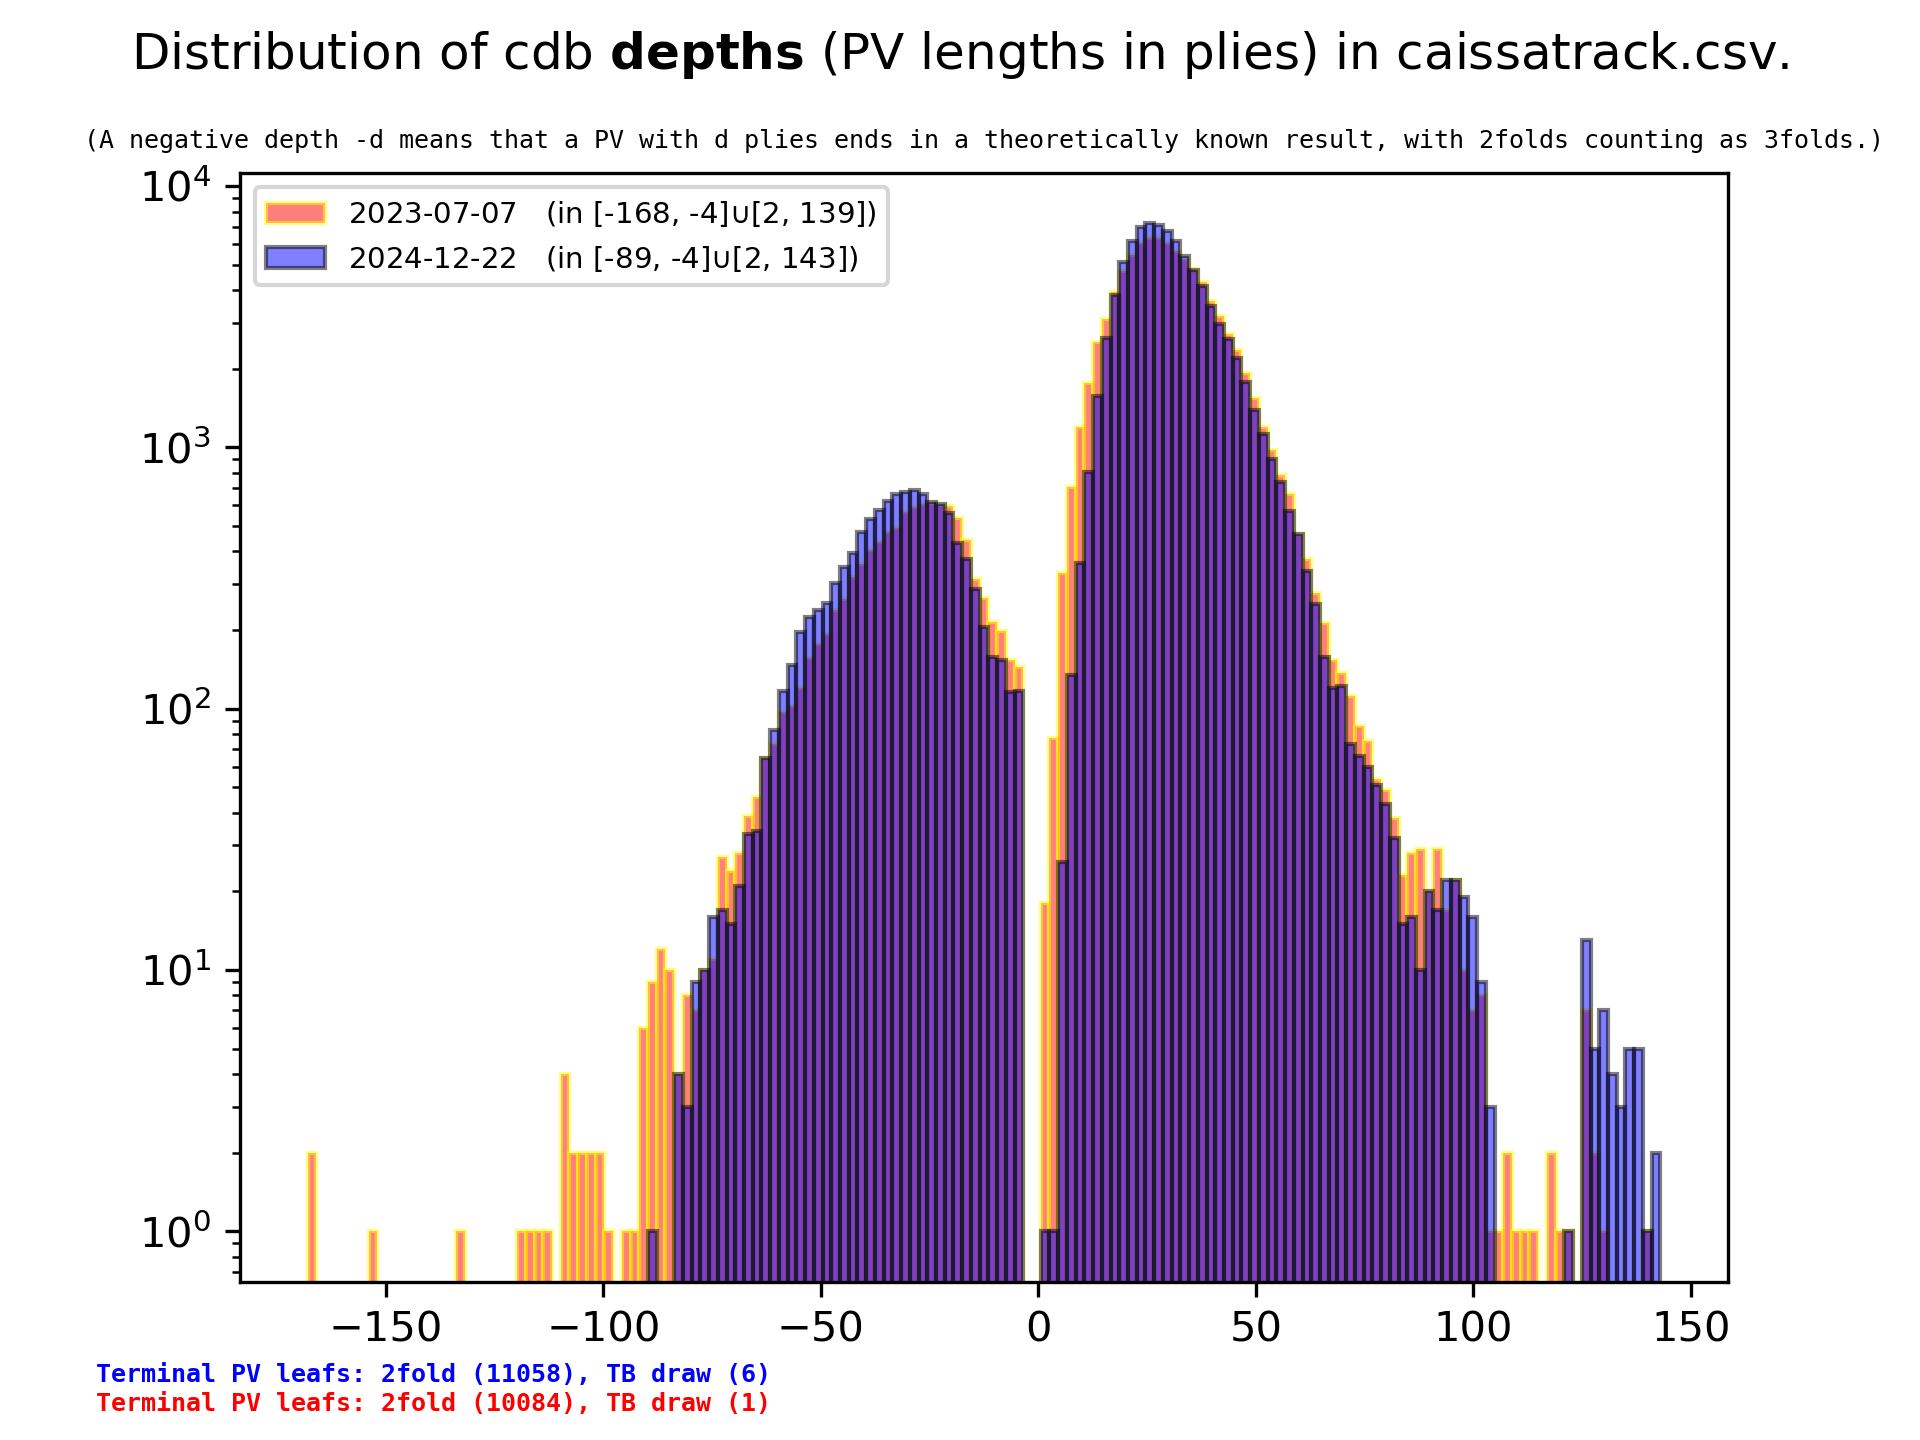 Distribution of cdb depths (PV lengths in plies) in caissatrack.csv.
(A negative depth -d means that a PV with d plies ends in a theoretically known result, with 2folds counting as 3folds.)
2023-07-07 (in [-168, -4]∪[2, 139])
2024-12-22 (in [-89, -4]∪[2, 143])
10⁴
10³
10²
10¹
10⁰
−150 −100 −50 0 50 100 150
Terminal PV leafs: 2fold (11058), TB draw (6)
Terminal PV leafs: 2fold (10084), TB draw (1)